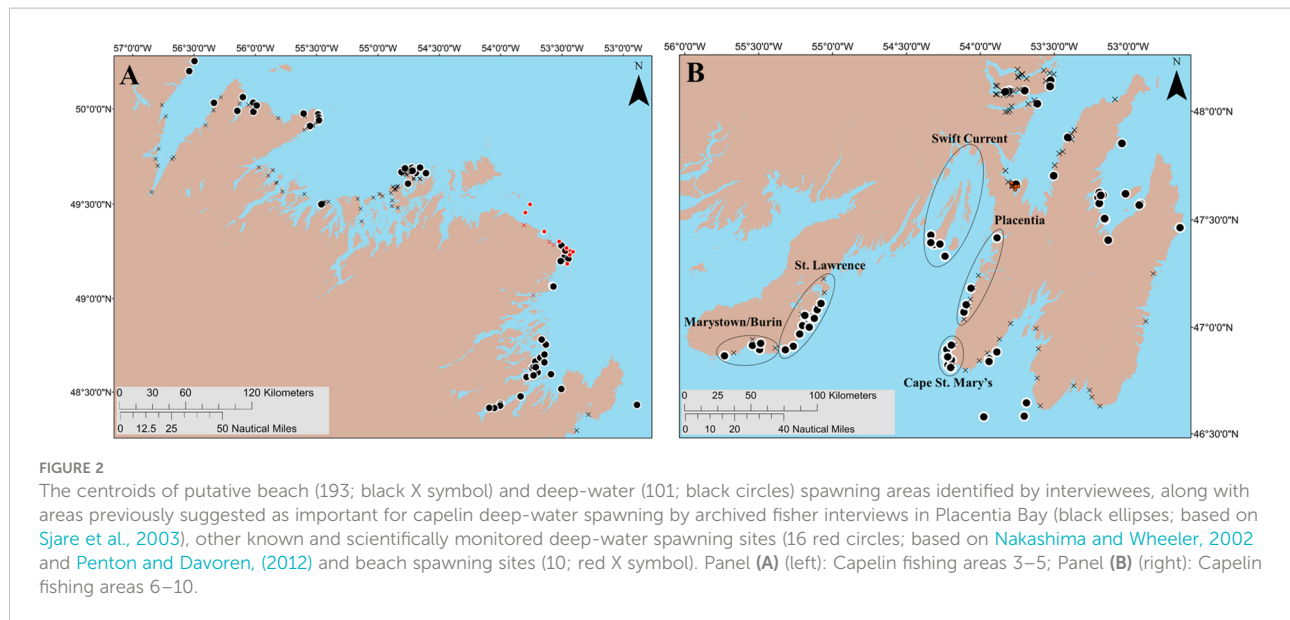 57°0'0"W 56°30'0"W 56°0'0"W 55°30'0"W 55°0'0"W 54°30'0"W 54°0'0"W 53°30'0"W 53°0'0"W
A
N
50°0'0"N
49°30'0"N
49°0'0"N
48°30'0"N
0 30 60 120 Kilometers
0 12.5 25 50 Nautical Miles
56°0'0"W 55°30'0"W 55°0'0"W 54°30'0"W 54°0'0"W 53°30'0"W 53°0'0"W
B
N
48°0'0"N
47°30'0"N
47°0'0"N
46°30'0"N
Swift Current
Placentia
St. Lawrence
Marystown/Burin
Cape St. Mary's
0 25 50 100 Kilometers
0 10 20 40 Nautical Miles
FIGURE 2
The centroids of putative beach (193; black X symbol) and deep-water (101; black circles) spawning areas identified by interviewees, along with
areas previously suggested as important for capelin deep-water spawning by archived fisher interviews in Placentia Bay (black ellipses; based on
Sjare et al., 2003), other known and scientifically monitored deep-water spawning sites (16 red circles; based on Nakashima and Wheeler, 2002
and Penton and Davoren, (2012) and beach spawning sites (10; red X symbol). Panel (A) (left): Capelin fishing areas 3–5; Panel (B) (right): Capelin
fishing areas 6–10.